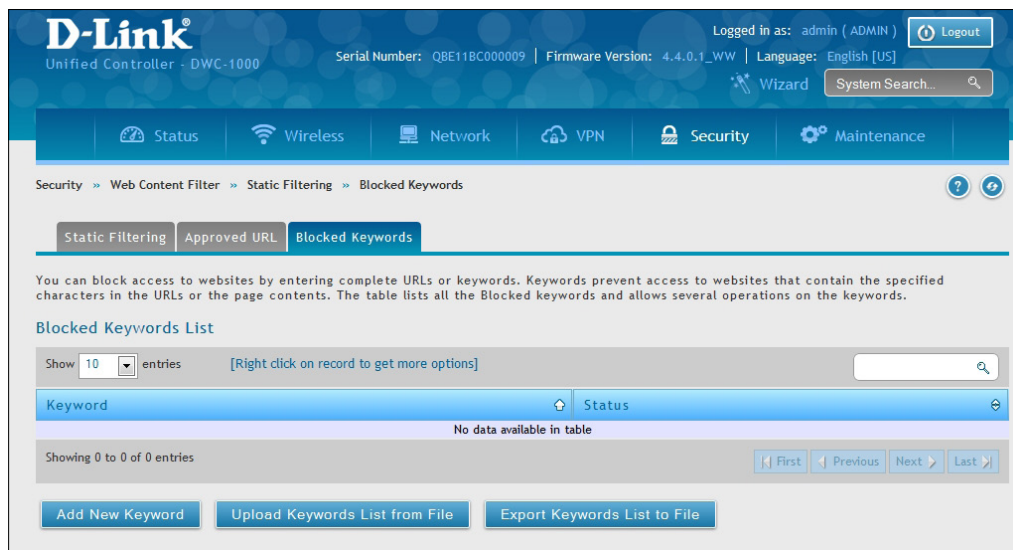 D-Link®
Unified Controller - DWC-1000
Logged in as: admin ( ADMIN )
Logout
Serial Number: QBE11BC000009 | Firmware Version: 4.4.0.1_WW | Language: English [US]
Wizard
System Search...
Status
Wireless
Network
VPN
Security
Maintenance
Security » Web Content Filter » Static Filtering » Blocked Keywords
?
Static Filtering
Approved URL
Blocked Keywords
You can block access to websites by entering complete URLs or keywords. Keywords prevent access to websites that contain the specified
characters in the URLs or the page contents. The table lists all the Blocked keywords and allows several operations on the keywords.
Blocked Keywords List
Show 10 entries
[Right click on record to get more options]
Keyword
Status
No data available in table
Showing 0 to 0 of 0 entries
First
Previous
Next
Last
Add New Keyword
Upload Keywords List from File
Export Keywords List to File